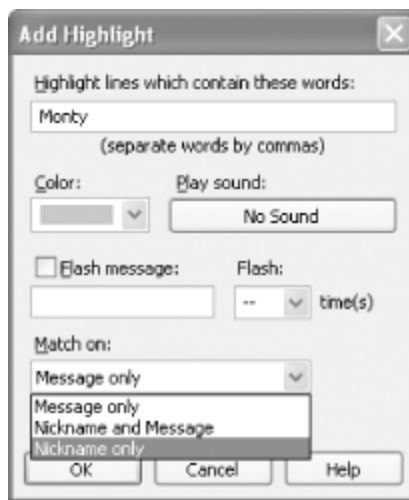 Add Highlight
Highlight lines which contain these words:
Monty
(separate words by commas)
Color: Play sound:
No Sound
Flash message: Flash:
-- time(s)
Match on:
Message only
Message only
Nickname and Message
Nickname only
OK Cancel Help